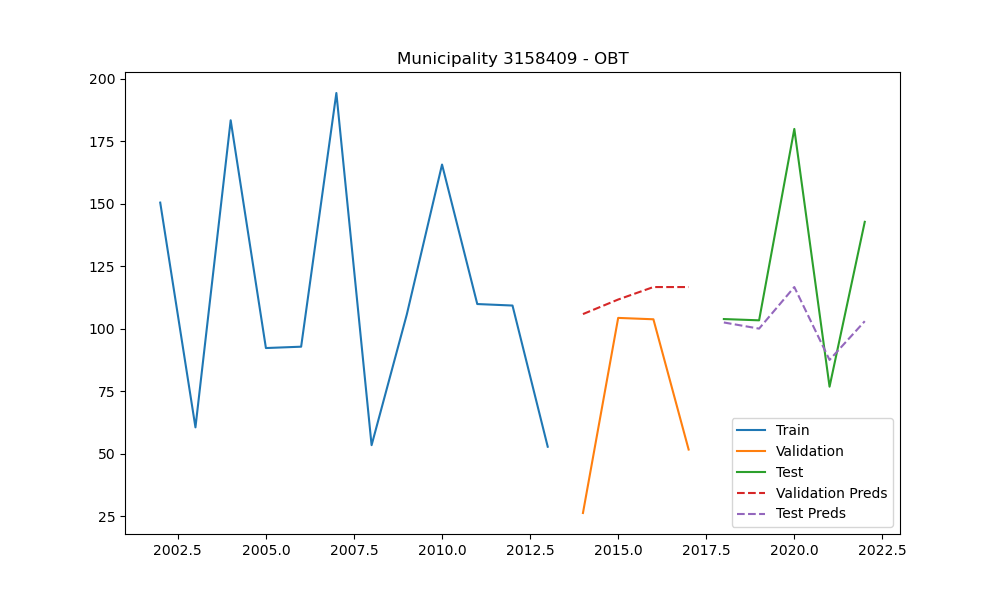 Municipality 3158409 - OBT
200
175
150
125
100
75
50
25
2002.5 2005.0 2007.5 2010.0 2012.5 2015.0 2017.5 2020.0 2022.5
Train
Validation
Test
Validation Preds
Test Preds